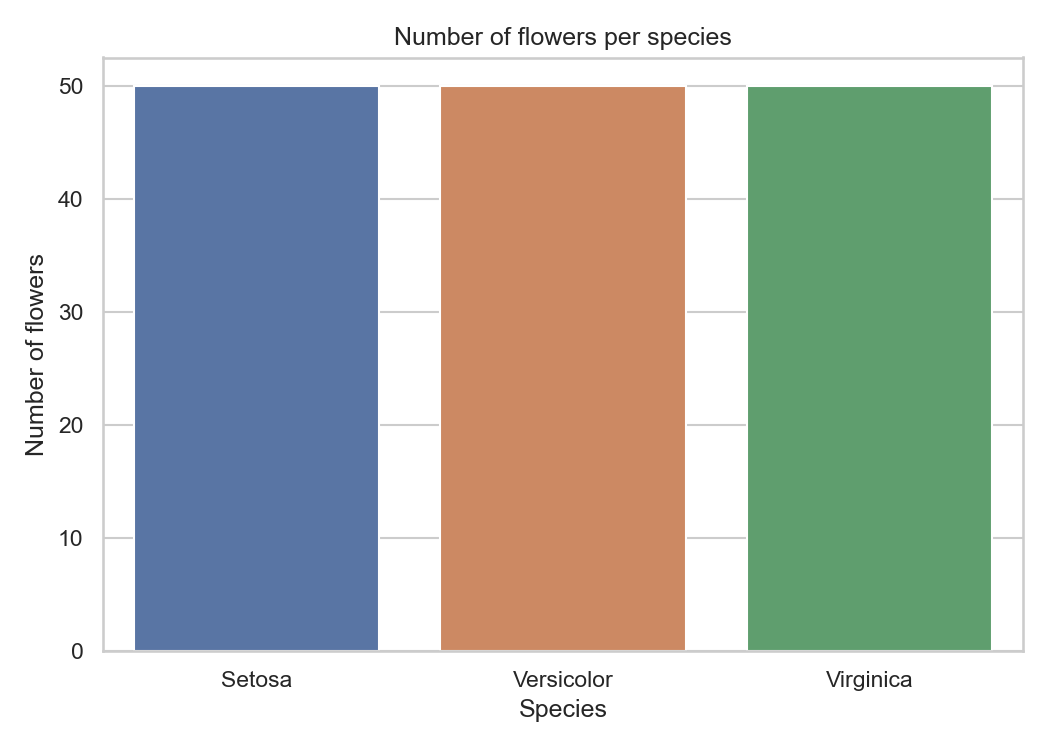 Number of flowers per species
Number of flowers
50
40
30
20
10
0
Setosa Versicolor Virginica
Species